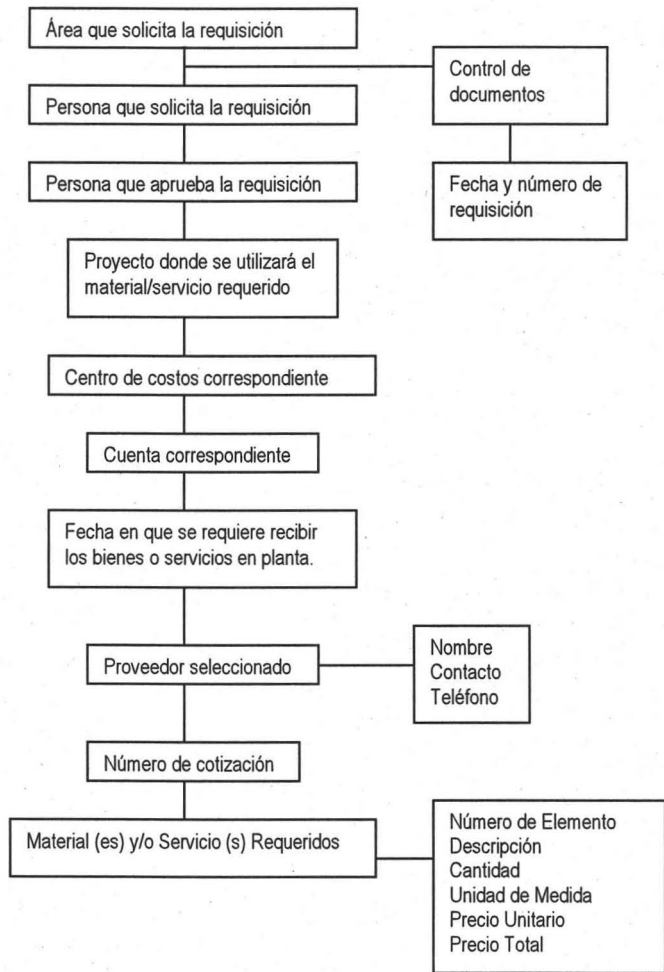 Área que solicita la requisición
Control de
documentos
Persona que solicita la requisición
Persona que aprueba la requisición
Fecha y número de
requisición
Proyecto donde se utilizará el
material/servicio requerido
Centro de costos correspondiente
Cuenta correspondiente
Fecha en que se requiere recibir
los bienes o servicios en planta.
Proveedor seleccionado
Nombre
Contacto
Teléfono
Número de cotización
Material (es) y/o Servicio (s) Requeridos
Número de Elemento
Descripción
Cantidad
Unidad de Medida
Precio Unitario
Precio Total